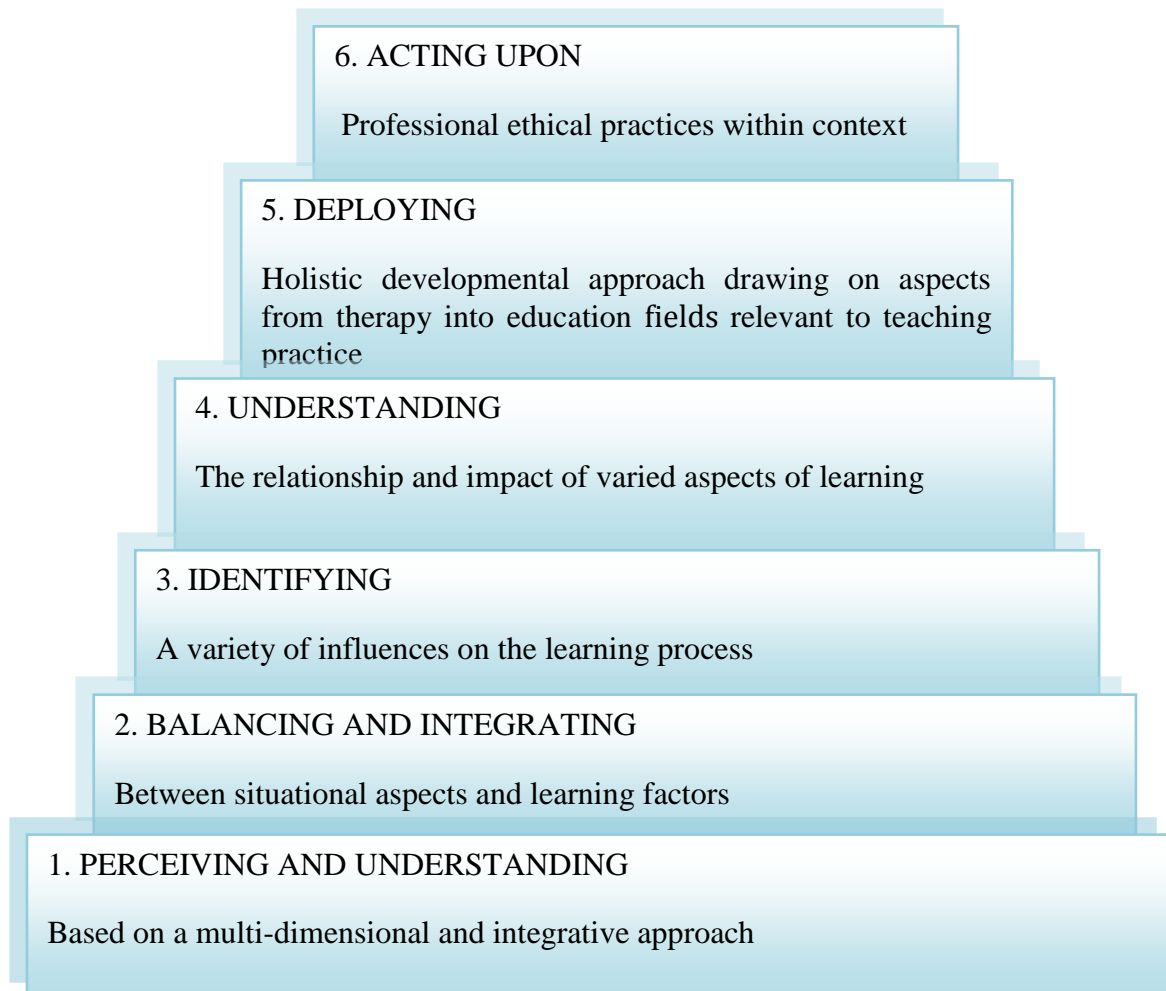 6. ACTING UPON
Professional ethical practices within context
5. DEPLOYING
Holistic developmental approach drawing on aspects
from therapy into education fields relevant to teaching
practice
4. UNDERSTANDING
The relationship and impact of varied aspects of learning
3. IDENTIFYING
A variety of influences on the learning process
2. BALANCING AND INTEGRATING
Between situational aspects and learning factors
1. PERCEIVING AND UNDERSTANDING
Based on a multi-dimensional and integrative approach